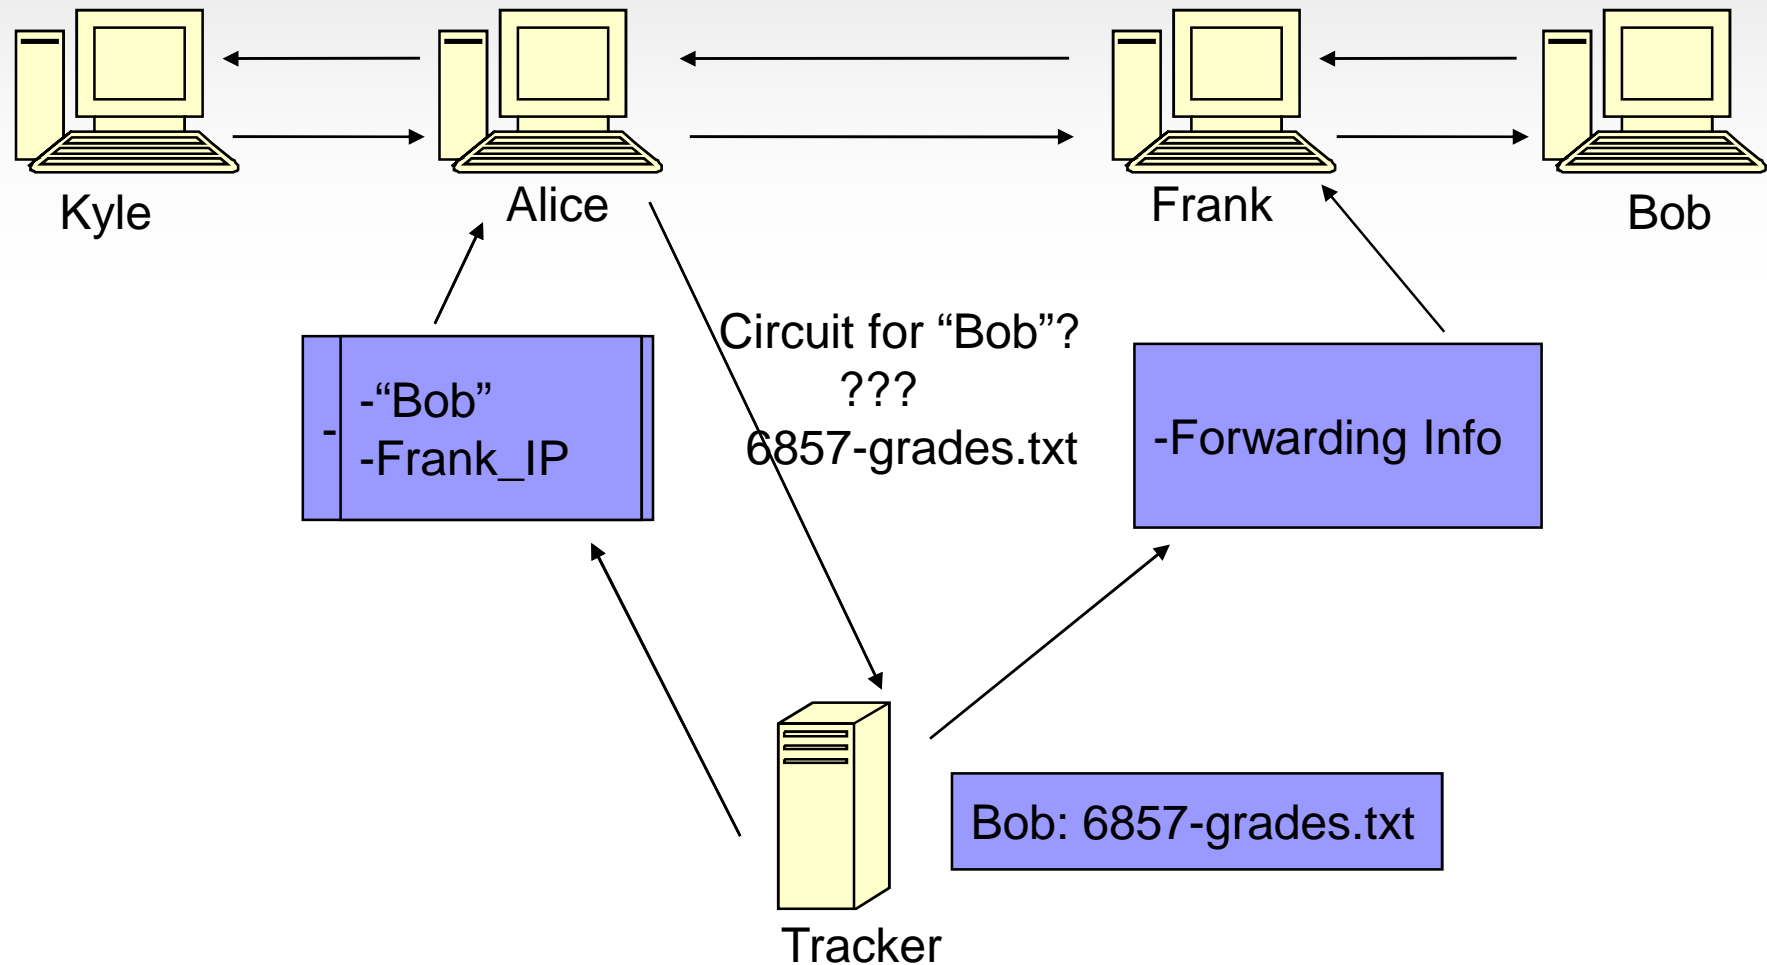 Kyle
Alice
Frank
Bob
Circuit for “Bob”?
???
6857-grades.txt
-
-“Bob”
-Frank_IP
-Forwarding Info
Bob: 6857-grades.txt
Tracker